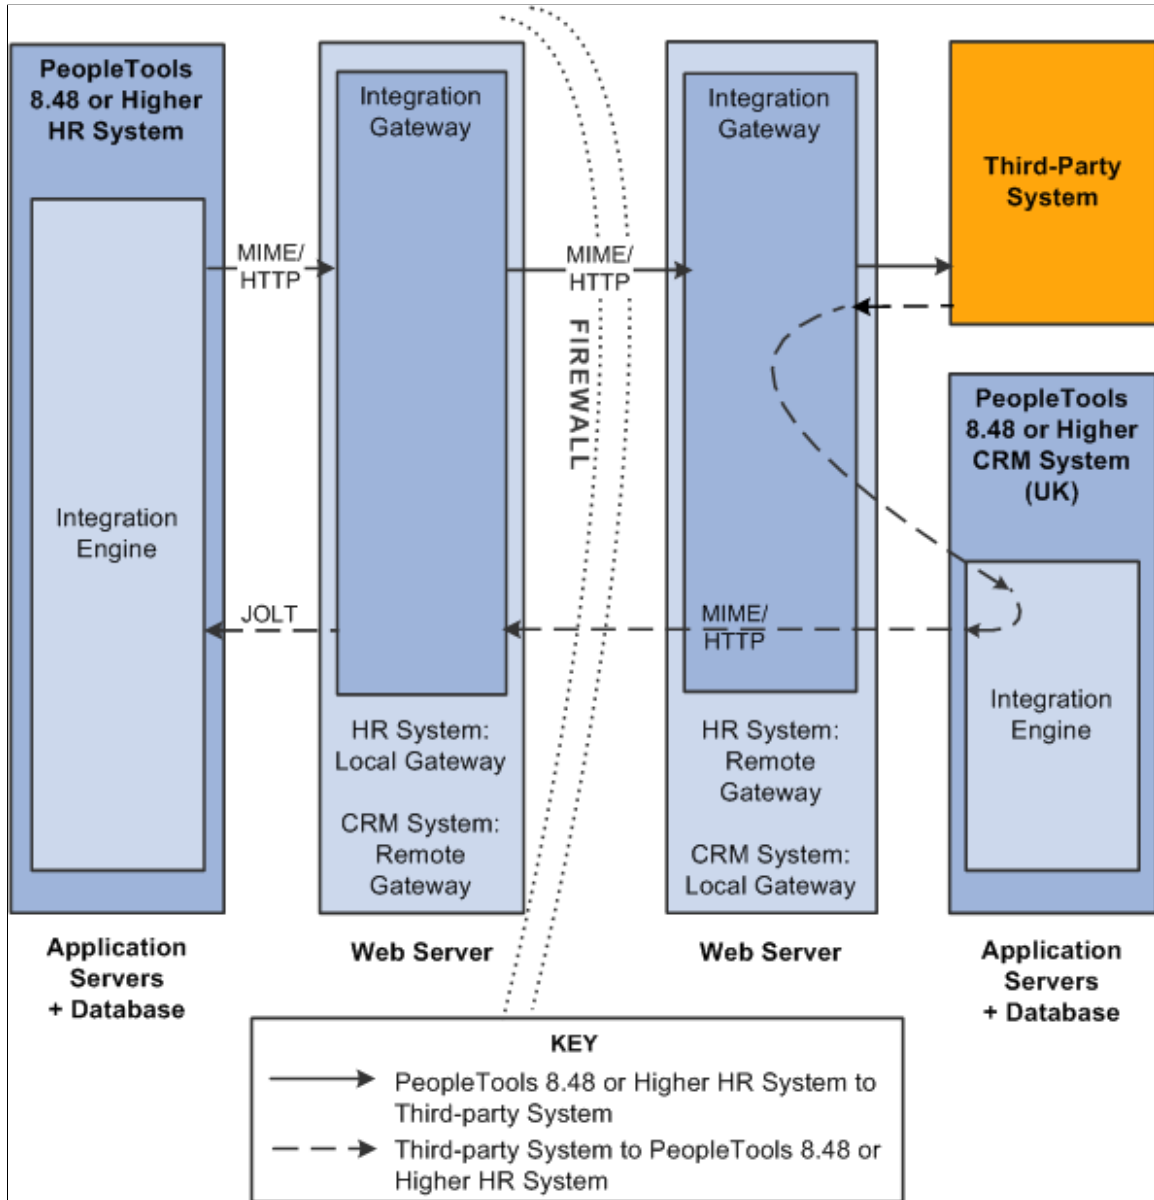 PeopleTools
8.48 or Higher
HR System
Integration
Engine
Application
Servers
+ Database
MIME/
HTTP
JOLT
Integration
Gateway
HR System:
Local Gateway
CRM System:
Remote
Gateway
Web Server
MIME/
HTTP
FIREWALL
Integration
Gateway
MIME/
HTTP
HR System:
Remote
Gateway
CRM System:
Local Gateway
Web Server
Third-Party
System
PeopleTools
8.48 or Higher
CRM System
(UK)
Integration
Engine
Application
Servers
+ Database
KEY
PeopleTools 8.48 or Higher HR System to
Third-party System
Third-party System to PeopleTools 8.48 or
Higher HR System